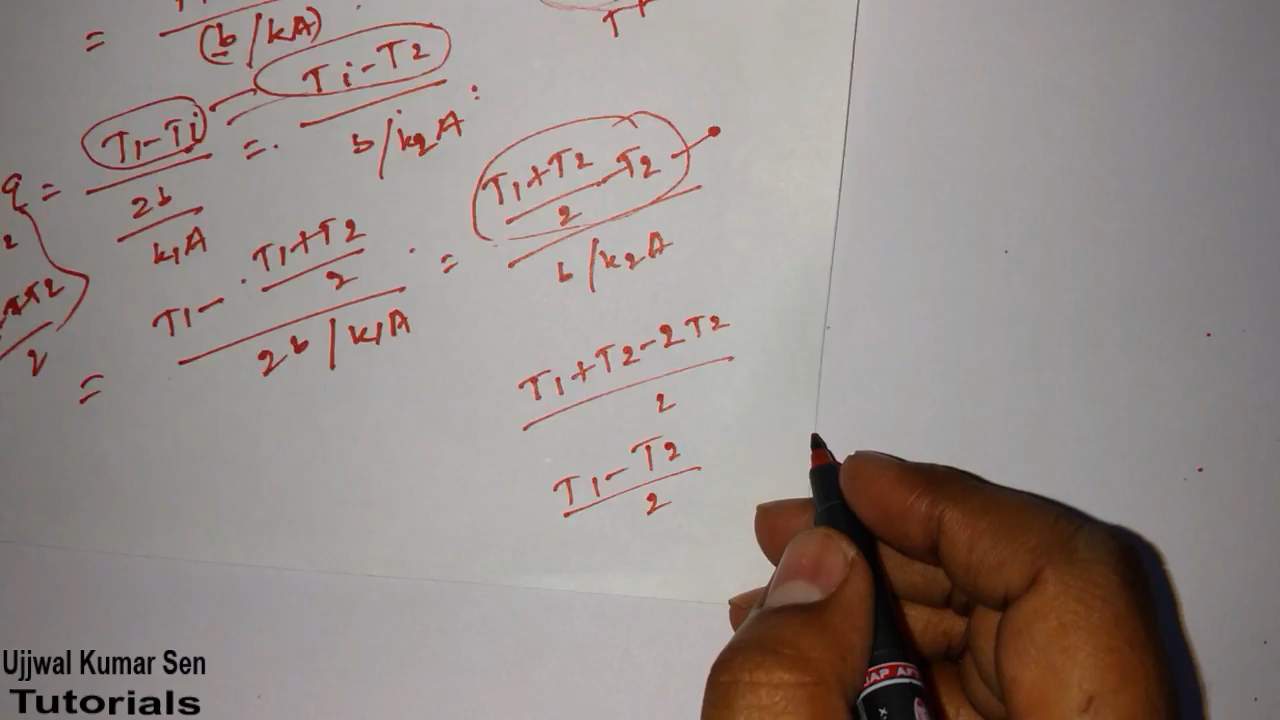 = (b/kA)
q = T1-Ti / 2b/k1A = Ti-T2 / b/k2A
= T1 - T1+T2/2 / 2b/k1A = T1+T2/2 - T2 / b/k2A
T1+T2-2T2 / 2
T1-T2 / 2
Ujjwal Kumar Sen
Tutorials